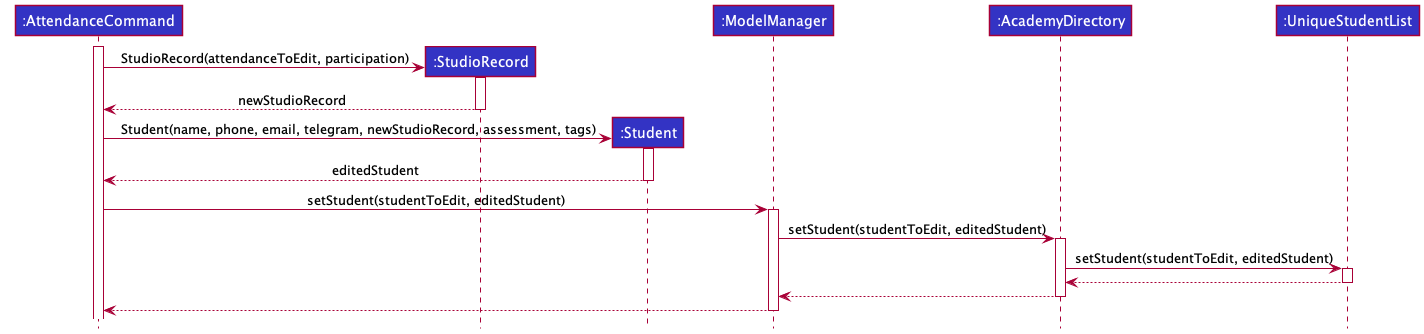 :AttendanceCommand
:ModelManager
:AcademyDirectory
:UniqueStudentList
StudioRecord(attendanceToEdit, participation)
:StudioRecord
newStudioRecord
Student(name, phone, email, telegram, newStudioRecord, assessment, tags)
:Student
editedStudent
setStudent(studentToEdit, editedStudent)
setStudent(studentToEdit, editedStudent)
setStudent(studentToEdit, editedStudent)